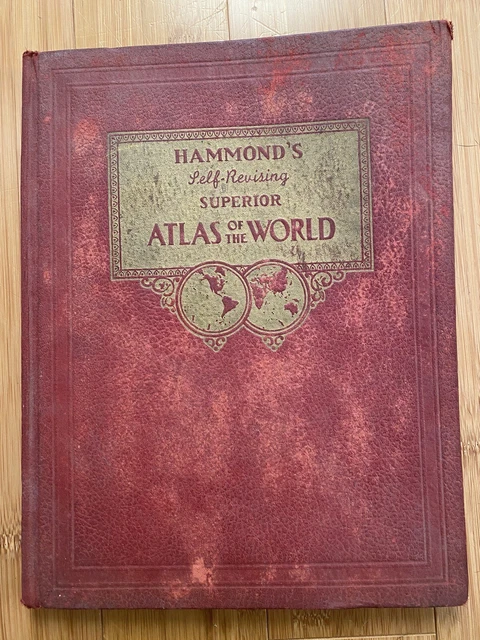 HAMMOND'S
Self-Revising
SUPERIOR
ATLAS OF THE WORLD